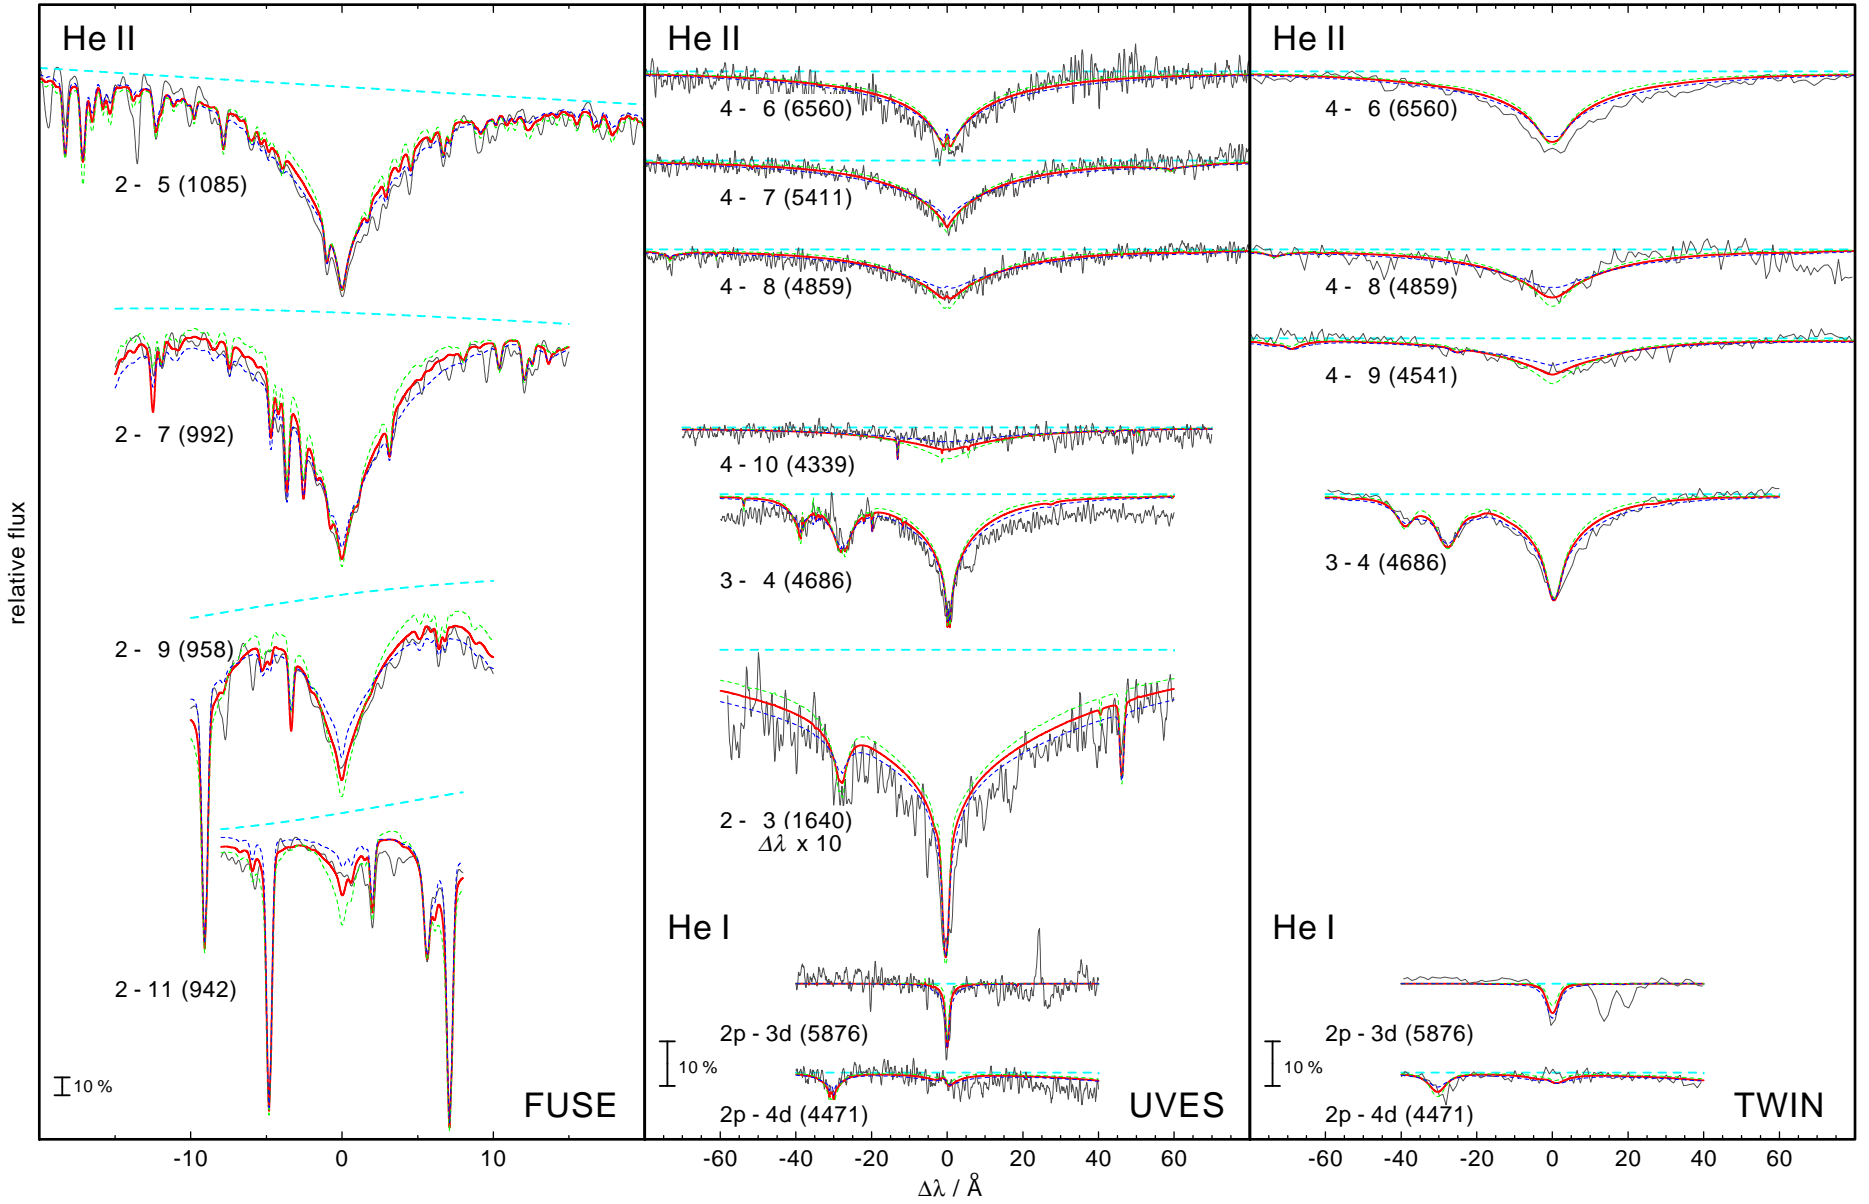 relative flux
He II
2 - 5 (1085)
2 - 7 (992)
2 - 9 (958)
2 - 11 (942)
10 %
FUSE
-10 0 10
He II
4 - 6 (6560)
4 - 7 (5411)
4 - 8 (4859)
4 - 10 (4339)
3 - 4 (4686)
2 - 3 (1640)
Δλ x 10
He I
2p - 3d (5876)
10 %
2p - 4d (4471)
UVES
-60 -40 -20 0 20 40 60
Δλ / Å
He II
4 - 6 (6560)
4 - 8 (4859)
4 - 9 (4541)
3 - 4 (4686)
He I
2p - 3d (5876)
10 %
2p - 4d (4471)
TWIN
-60 -40 -20 0 20 40 60